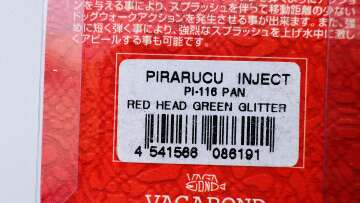 ンを与える事により、スプラッシュを伴って移動距離の少ない
ドッグウォークアクションを発生させる事が出来ます。また、強
めに短く弾く事により、強烈なスプラッシュを上げ水中に激し
くアピールする事も可能です。
PIRARUCU INJECT
PI-116 PAN
RED HEAD GREEN GLITTER
4 541566 086191
VAGA
BOND
VAGABOND